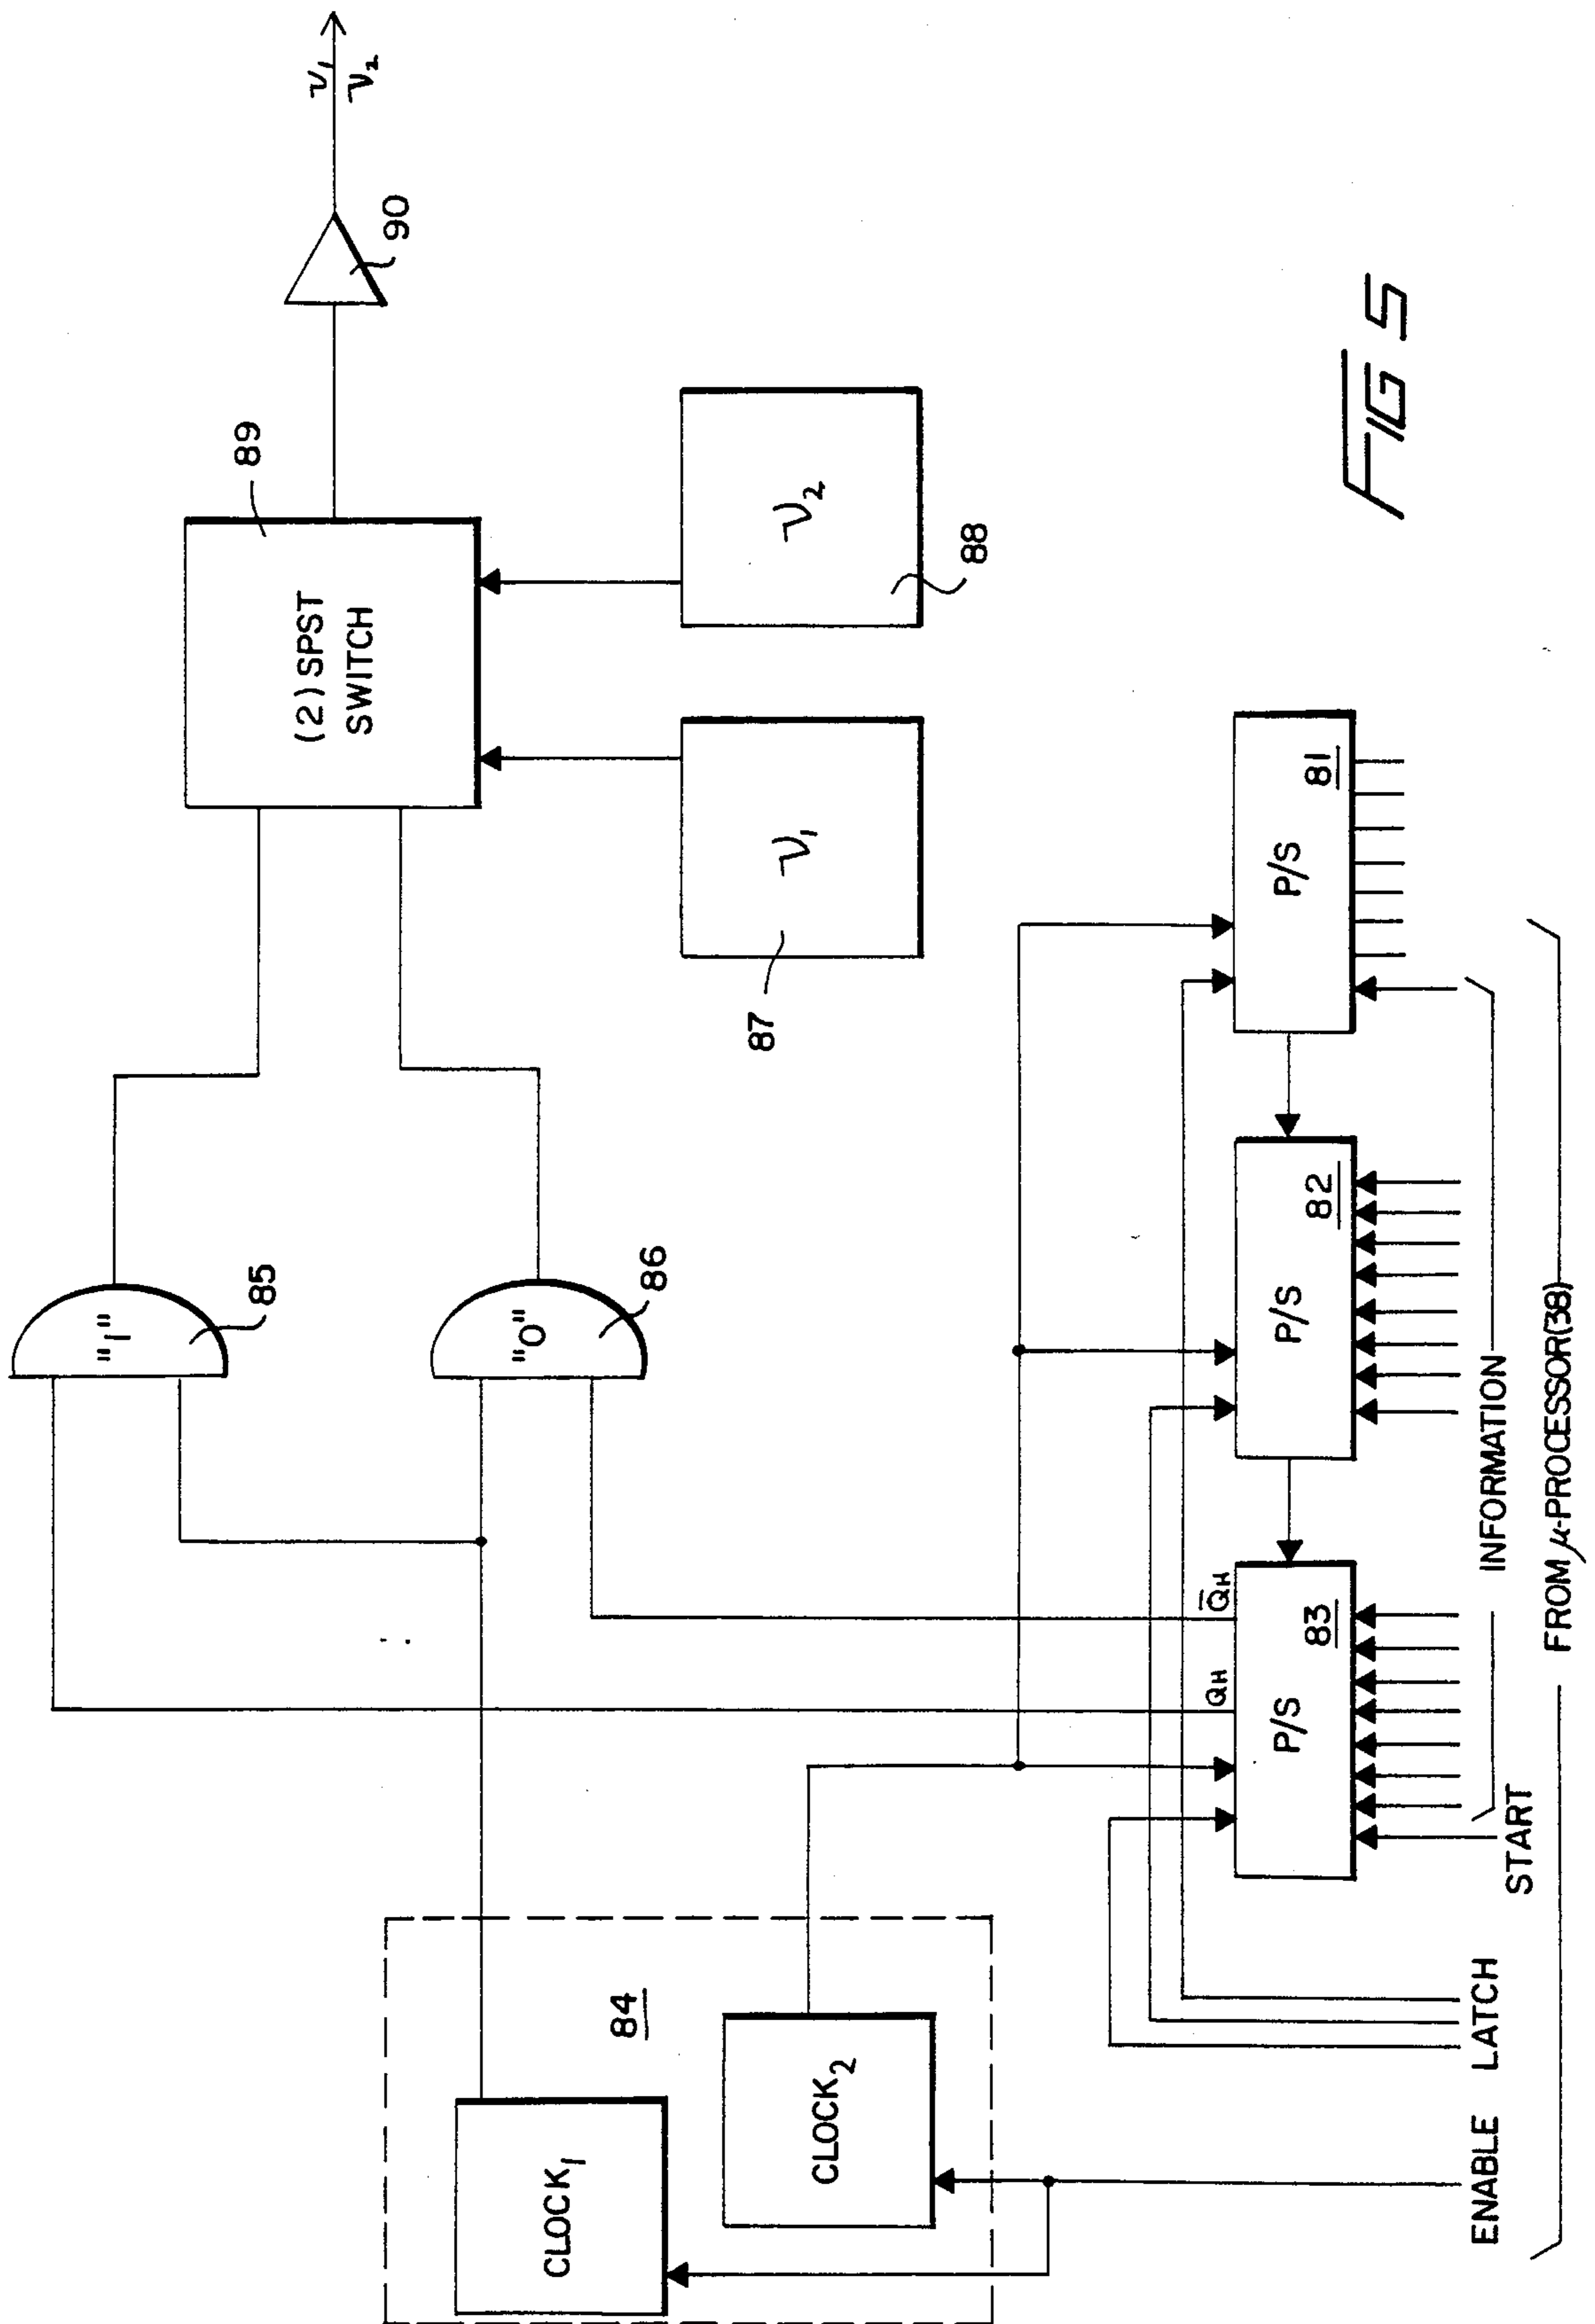 ν₁
ν₂
90
89
(2) SPST
SWITCH
ν₁
87
ν₂
88
"1"
85
"0"
86
84
CLOCK₁
CLOCK₂
P/S
83
QH
Q̅H
P/S
82
P/S
81
ENABLE
LATCH
START
INFORMATION
FROM μ-PROCESSOR(38)
FIG 5